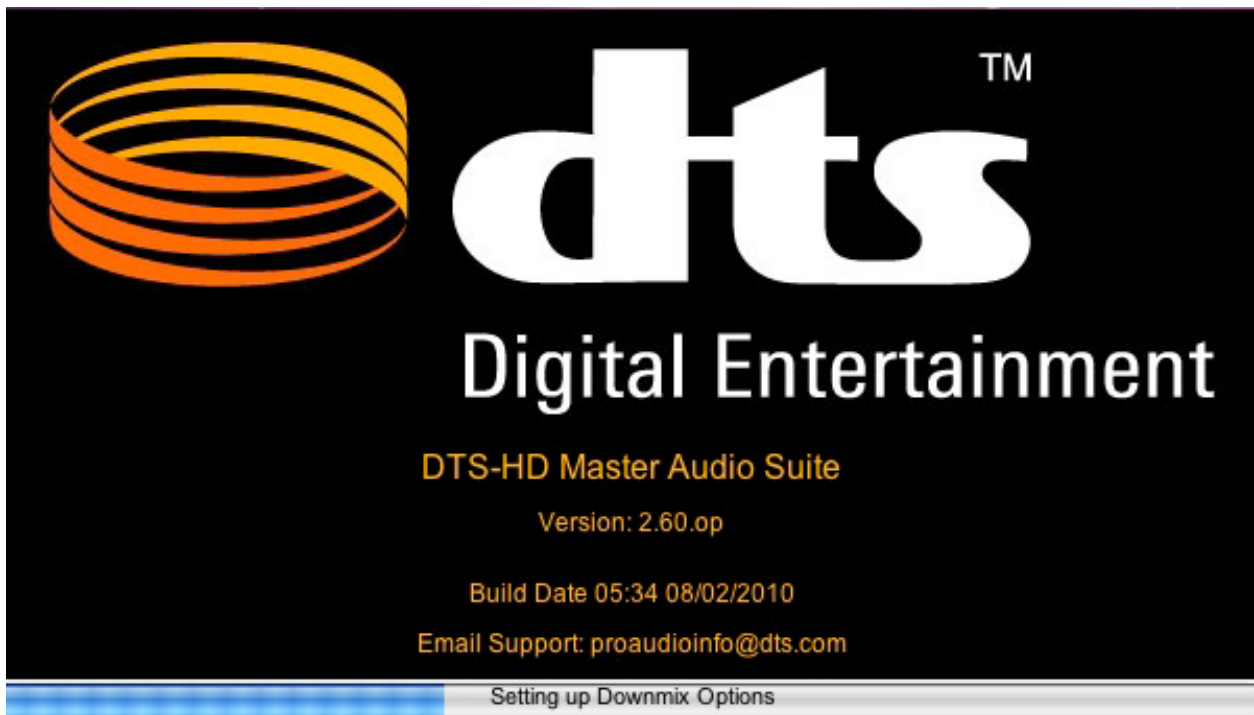 dts TM
Digital Entertainment
DTS-HD Master Audio Suite
Version: 2.60.op
Build Date 05:34 08/02/2010
Email Support: proaudioinfo@dts.com
Setting up Downmix Options